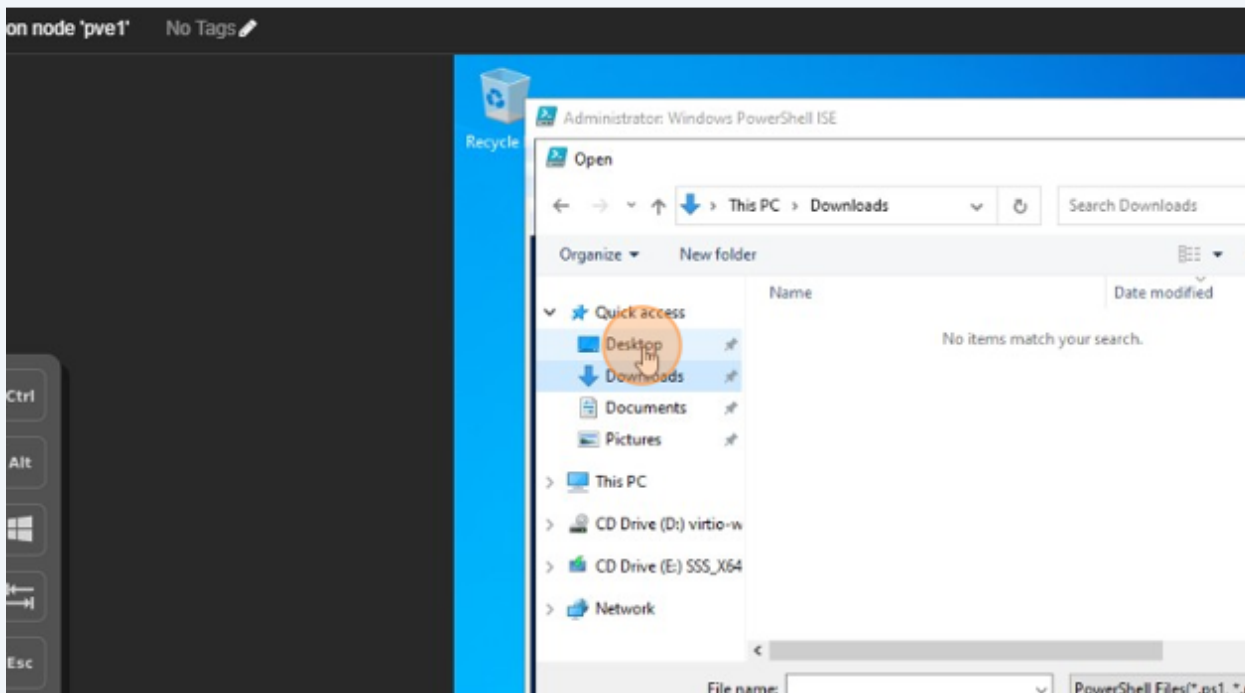 on node 'pve1' No Tags
Recycle
Administrator: Windows PowerShell ISE
Open
This PC > Downloads
Search Downloads
Organize New folder
Name Date modified
Quick access
No items match your search.
Desktop
Downloads
Documents
Pictures
This PC
CD Drive (D:) virtio-w
CD Drive (E:) SSS_X64
Network
Ctrl
Alt
Esc
File name: PowerShell Files(*.ps1, *.